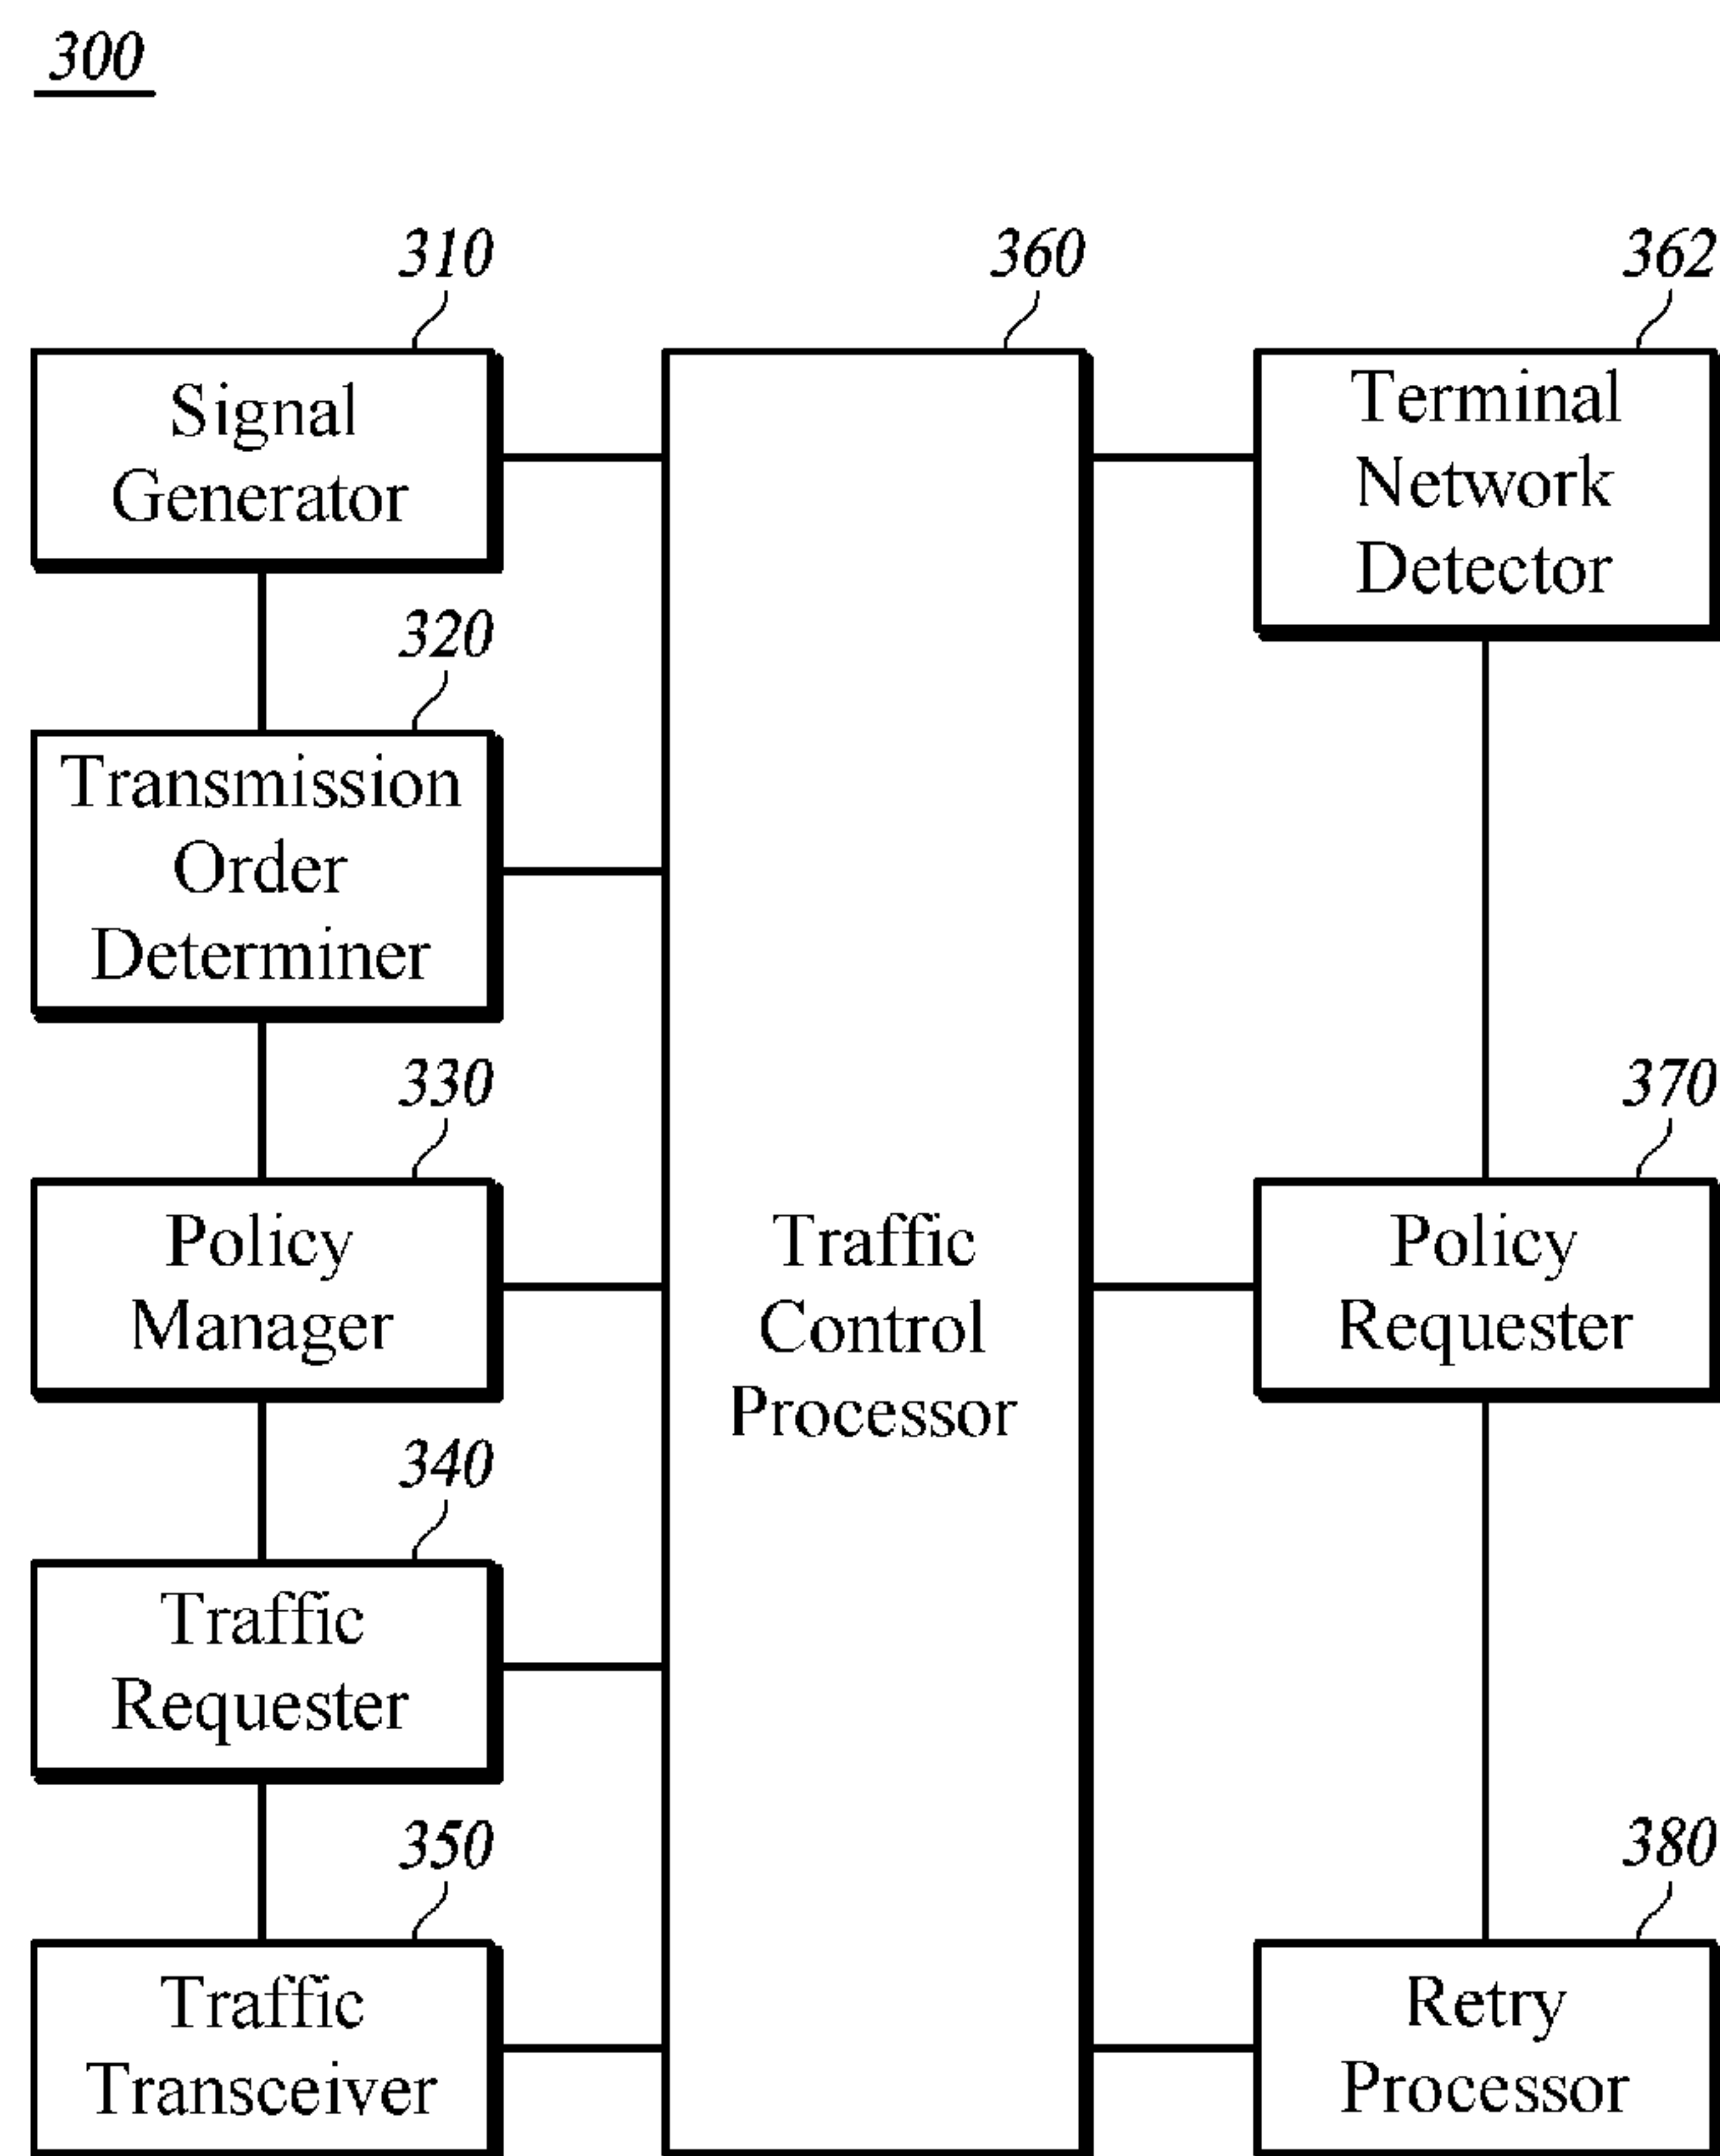 300
310
Signal
Generator
320
Transmission
Order
Determiner
330
Policy
Manager
340
Traffic
Requester
350
Traffic
Transceiver
360
Traffic
Control
Processor
362
Terminal
Network
Detector
370
Policy
Requester
380
Retry
Processor